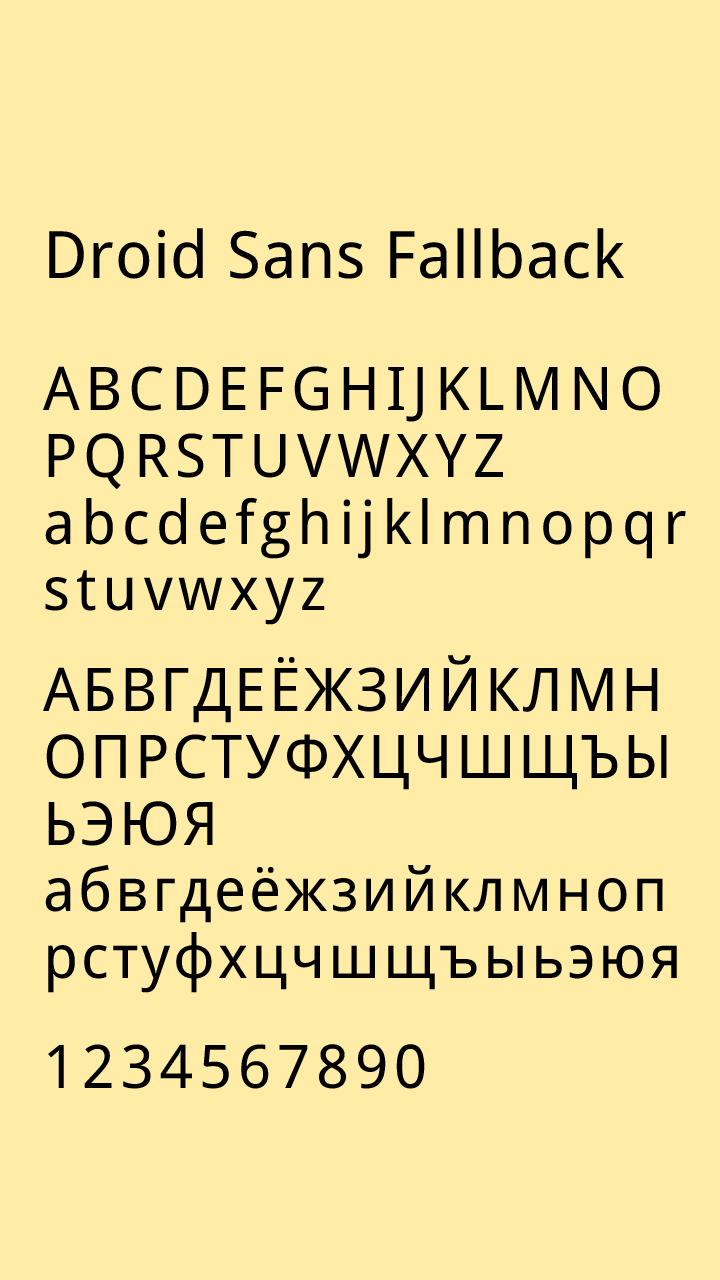 Droid Sans Fallback
ABCDEFGHIJKLMNO
PQRSTUVWXYZ
abcdefghijklmnopqr
stuvwxyz
АБВГДЕЁЖЗИЙКЛМН
ОПРСТУФХЦЧШЩЪЫ
ЬЭЮЯ
абвгдеёжзийклмноп
рстуфхцчшщъыьэюя
1234567890